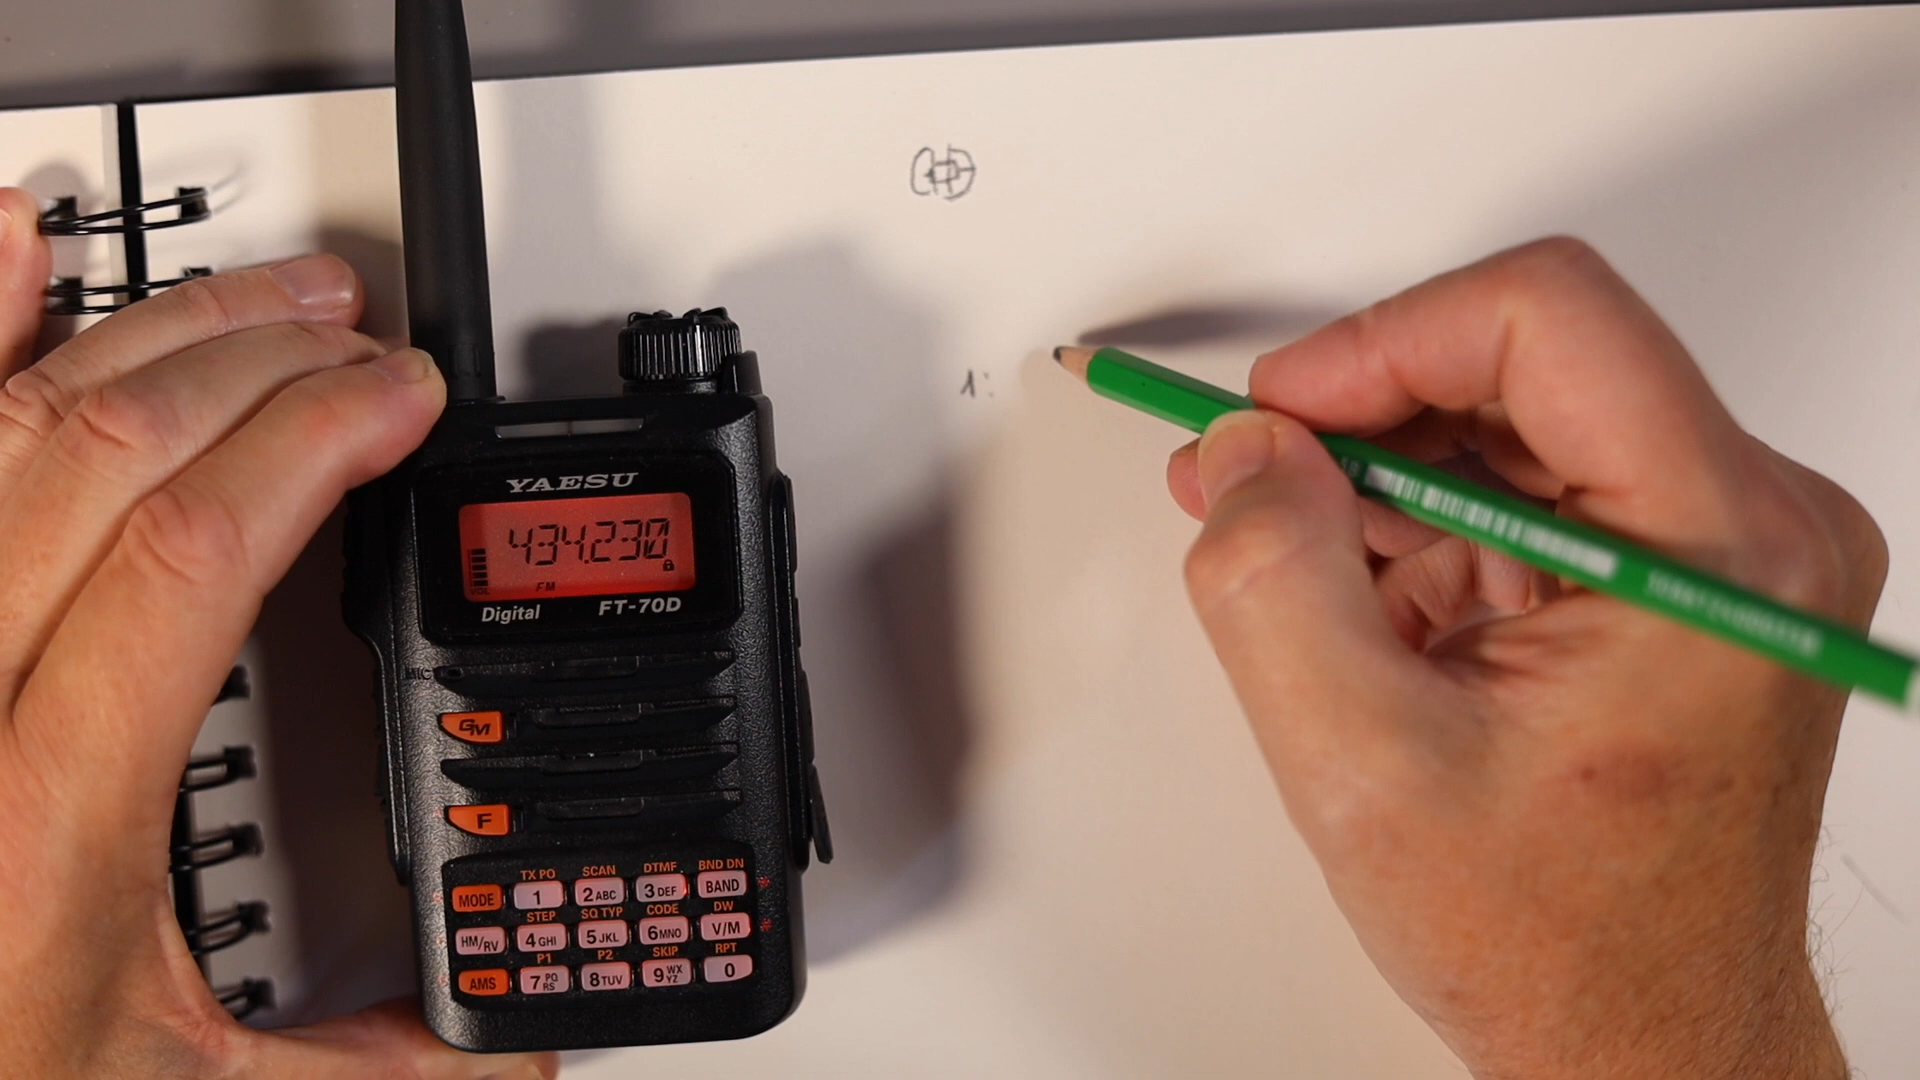 1:
YAESU
434.230
VOL FM
Digital FT-70D
MIC
GM
F
TX PO SCAN DTMF BND DN
MODE 1 2ABC 3DEF BAND
STEP SQ TYP CODE DW
HM/RV 4GHI 5JKL 6MNO V/M
P1 P2 SKIP RPT
AMS 7PQRS 8TUV 9WXYZ 0